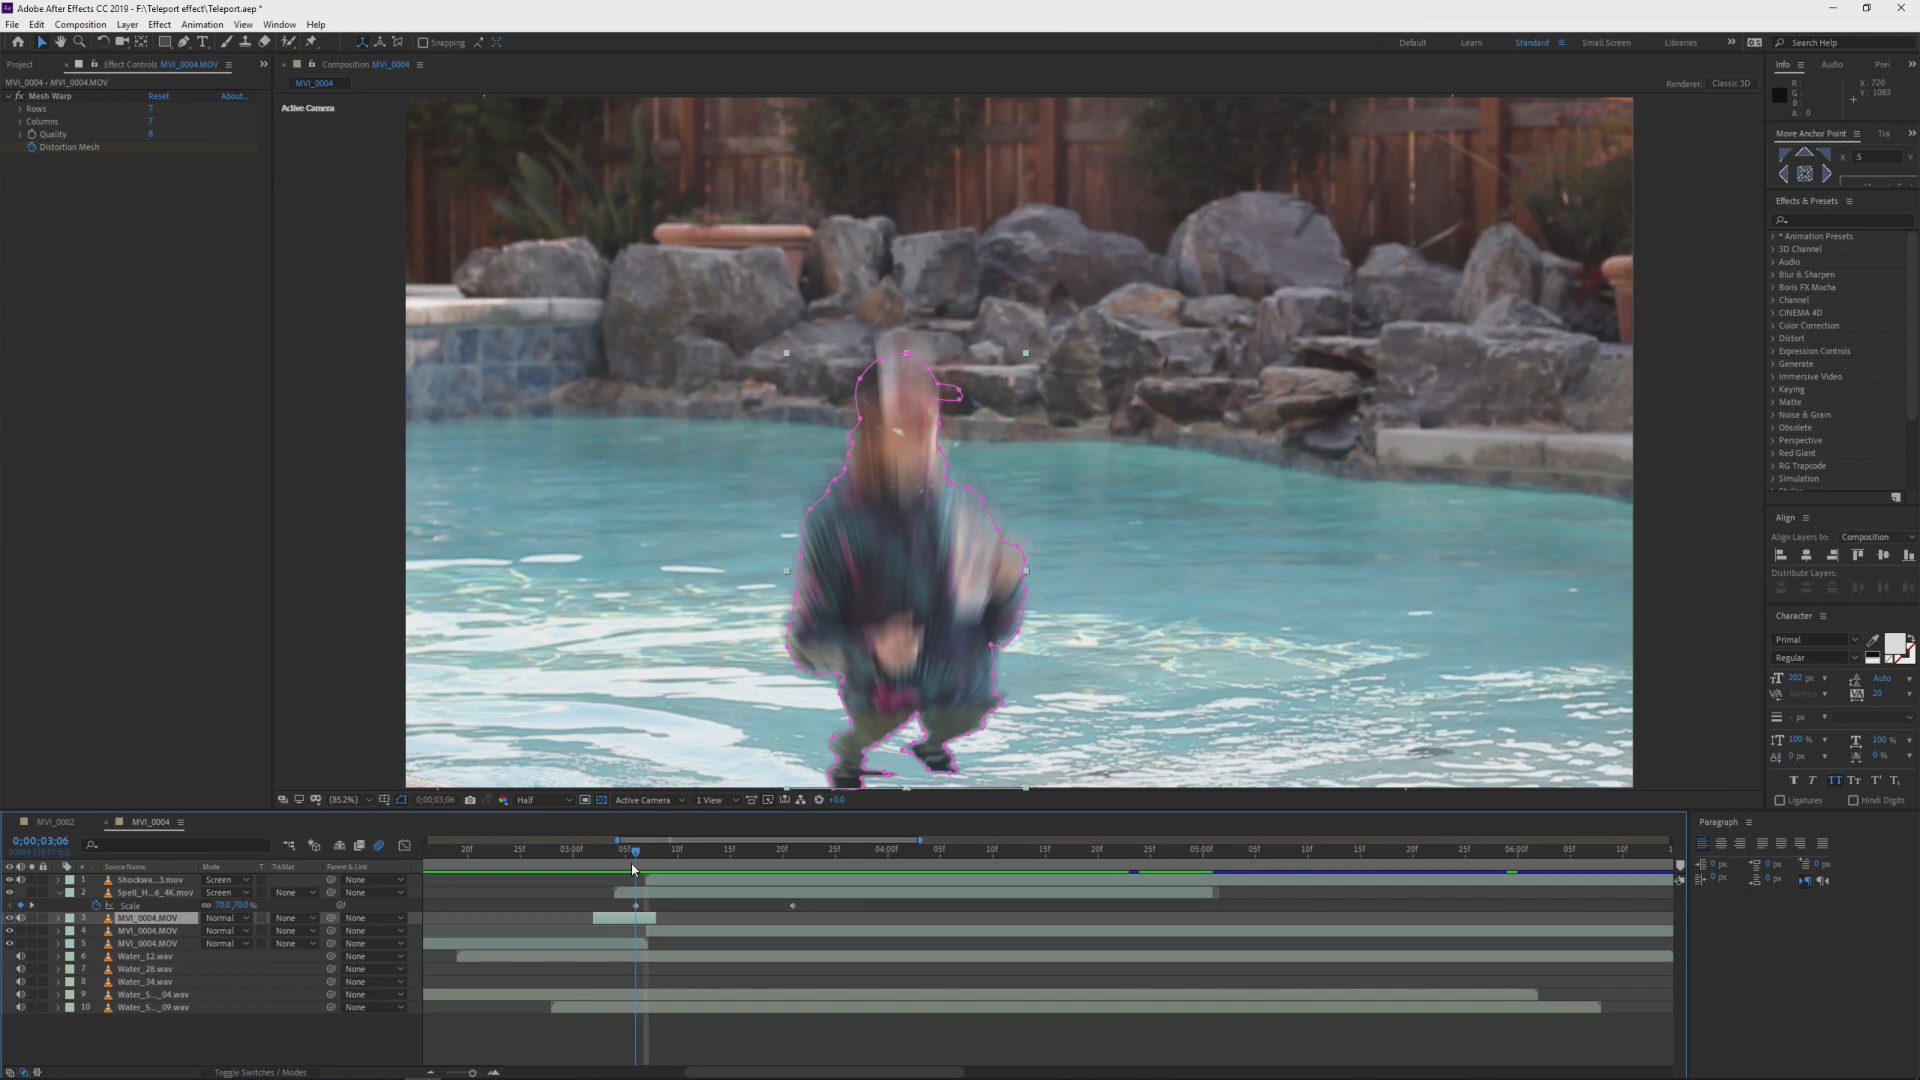 Adobe After Effects CC 2019 - F:\Teleport effect\Teleport.aep *
File Edit Composition Layer Effect Animation View Window Help
Snapping
Default Learn Standard Small Screen Libraries Search Help
Project Effect Controls MVI_0004.MOV Composition MVI_0004
MVI_0004 • MVI_0004.MOV
MVI_0004
Renderer: Classic 3D
Mesh Warp Reset About...
Rows 7
Columns 7
Quality 8
Distortion Mesh
Active Camera
Info Audio Pre
R : X : 720
G : Y : 1083
B :
A : 0
Move Anchor Point Tra
X .5 Y
Effects & Presets
* Animation Presets
3D Channel
Audio
Blur & Sharpen
Boris FX Mocha
Channel
CINEMA 4D
Color Correction
Distort
Expression Controls
Generate
Immersive Video
Keying
Matte
Noise & Grain
Obsolete
Perspective
Red Giant
RG Trapcode
Simulation
Align
Align Layers to: Composition
Distribute Layers:
Character
Primal
Regular
202 px Auto
Metrics 20
- px
100 % 100 %
0 px 0 %
T T TT Tr T' T,
Ligatures Hindi Digits
(85.2%) 0;00;03;06 Half Active Camera 1 View +0.0
MVI_0002 MVI_0004
0;00;03;06
20f 25f 03:00f 05f 10f 15f 20f 25f 04:00f 05f 10f 15f 20f 25f 05:00f 05f 10f 15f 20f 25f 06:00f 05f 10f
# Source Name Mode T .TrkMat Parent & Link
1 Shockwa...3.mov Screen None
2 Spell_H...6_4K.mov Screen None None
Scale 70.0,70.0%
3 MVI_0004.MOV Normal None None
4 MVI_0004.MOV Normal None None
5 MVI_0004.MOV Normal None None
6 Water_12.wav None
7 Water_28.wav None
8 Water_34.wav None
9 Water_S..._04.wav None
10 Water_S..._09.wav None
Toggle Switches / Modes
Paragraph
0 px 0 px 0 px
0 px 0 px